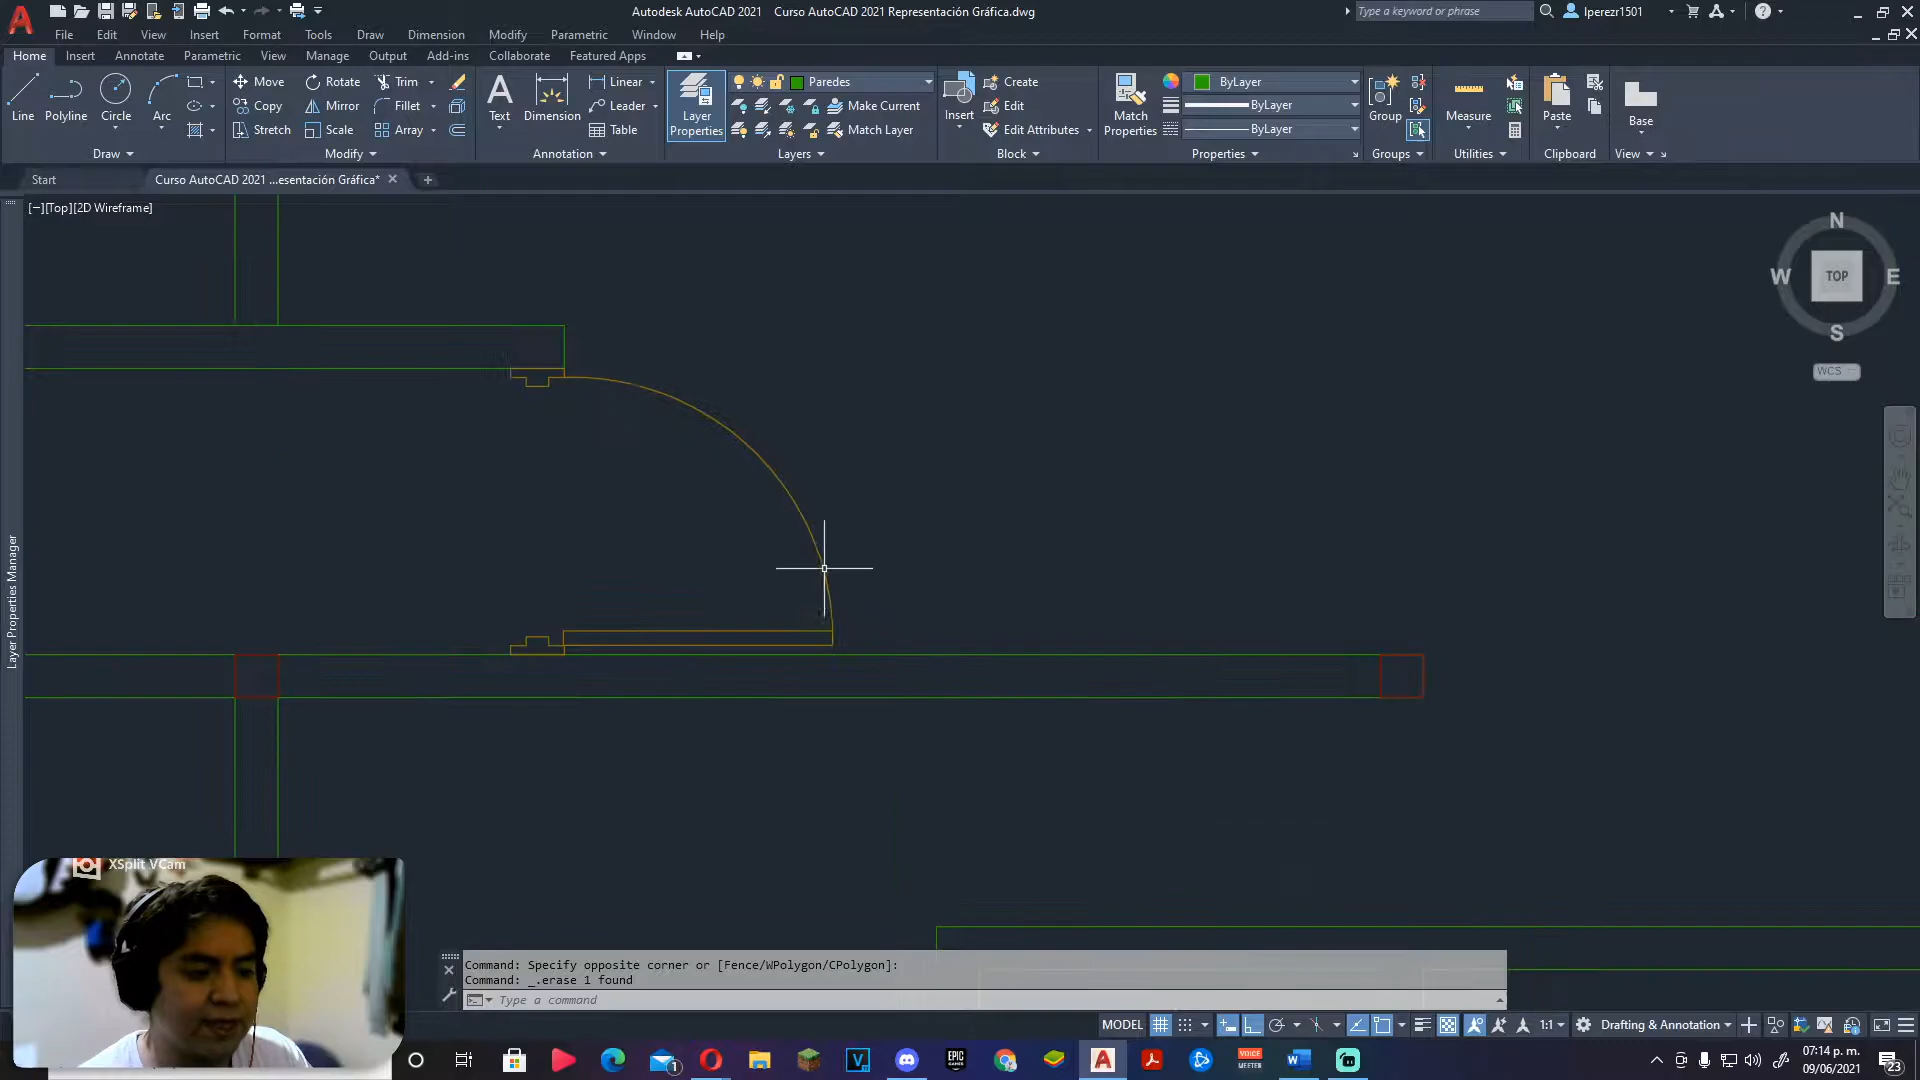 Autodesk AutoCAD 2021 Curso AutoCAD 2021 Representación Gráfica.dwg
Type a keyword or phrase
lperezr1501
File Edit View Insert Format Tools Draw Dimension Modify Parametric Window Help
Home Insert Annotate Parametric View Manage Output Add-ins Collaborate Featured Apps
Line Polyline Circle Arc
Move Rotate Trim
Copy Mirror Fillet
Stretch Scale Array
Text Dimension
Linear
Leader
Table
Layer Properties
Paredes
Make Current
Match Layer
Insert
Create
Edit
Edit Attributes
Match Properties
ByLayer
ByLayer
ByLayer
Group
Measure
Paste
Base
Draw Modify Annotation Layers Block Properties Groups Utilities Clipboard View
Start
Curso AutoCAD 2021 ...esentación Gráfica*
[−][Top][2D Wireframe]
N
W TOP E
S
WCS
Layer Properties Manager
XSplit VCam
Command: Specify opposite corner or [Fence/WPolygon/CPolygon]:
Command: _.erase 1 found
Type a command
MODEL
1:1
Drafting & Annotation
1
EPIC GAMES
VOICE MEETER
07:14 p. m.
09/06/2021
23